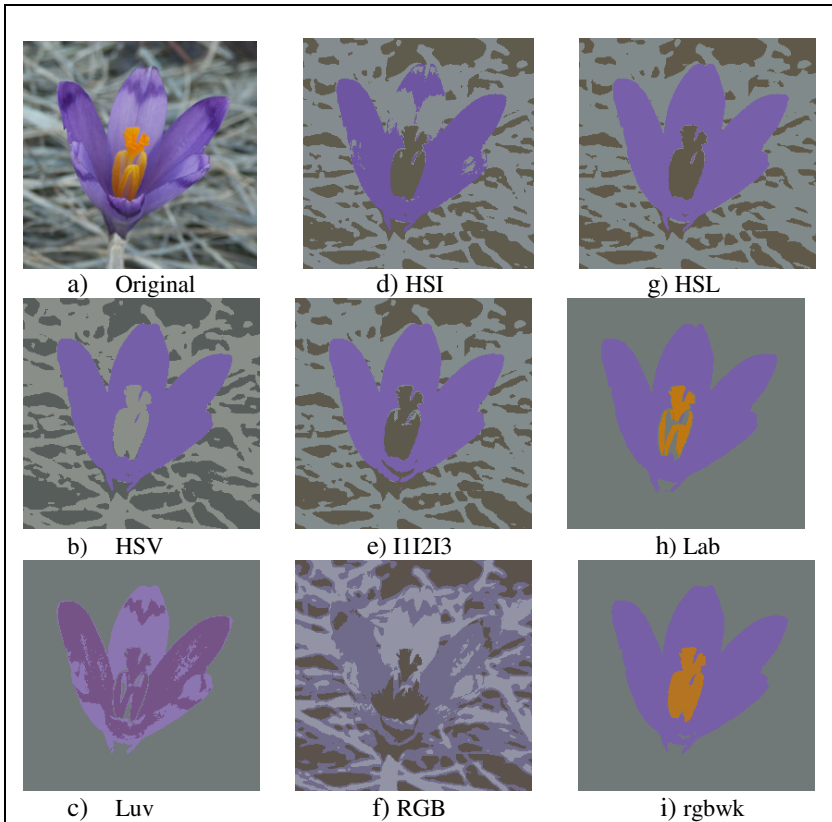 a) Original
d) HSI
g) HSL
b) HSV
e) I1I2I3
h) Lab
c) Luv
f) RGB
i) rgbwk